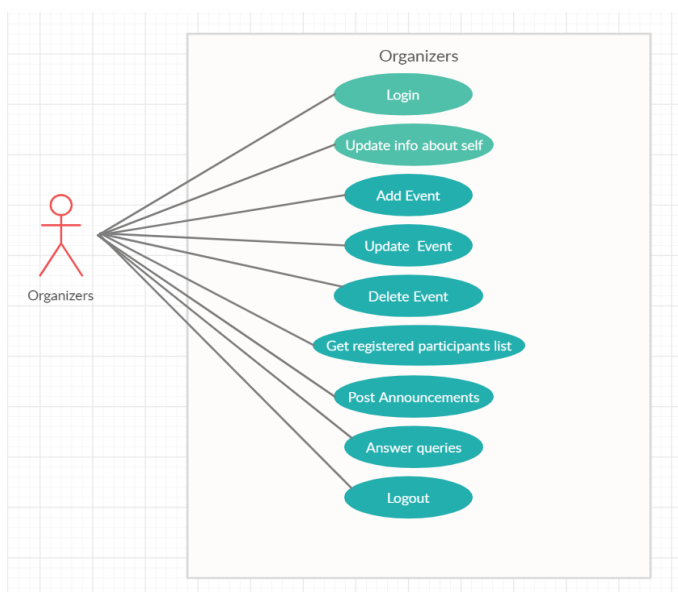 Organizers
Login
Update info about self
Add Event
Update  Event
Delete Event
Organizers
Get registered participants list
Post Announcements
Answer queries
Logout